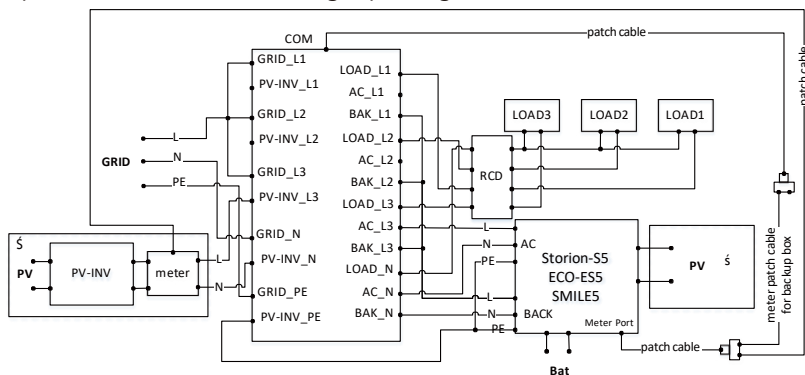 COM
patch cable
GRID_L1
PV-INV_L1
GRID_L2
PV-INV_L2
GRID_L3
PV-INV_L3
GRID_N
PV-INV_N
GRID_PE
PV-INV_PE
LOAD_L1
AC_L1
BAK_L1
LOAD_L2
AC_L2
BAK_L2
LOAD_L3
AC_L3
BAK_L3
LOAD_N
AC_N
BAK_N
GRID
L
N
PE
Ś
PV
PV-INV
meter
L
N
RCD
LOAD3
LOAD2
LOAD1
L
N
PE
L
N
PE
AC
Storion-S5
ECO-ES5
SMILE5
BACK
Meter Port
Bat
PV
Ś
patch cable
meter patch cable
for backup box
patch cable